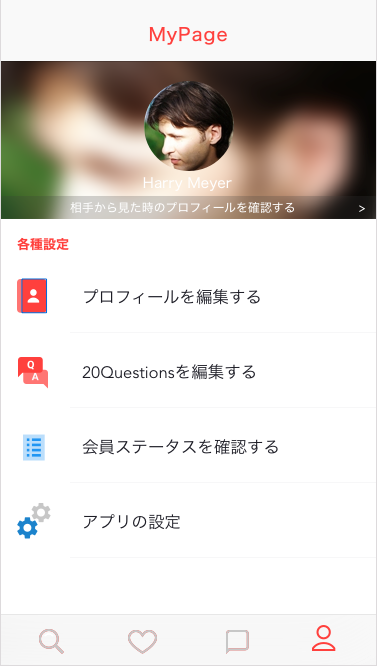 MyPage
Harry Meyer
相手から見た時のプロフィールを確認する >
各種設定
プロフィールを編集する
Q
A
20Questionsを編集する
会員ステータスを確認する
アプリの設定